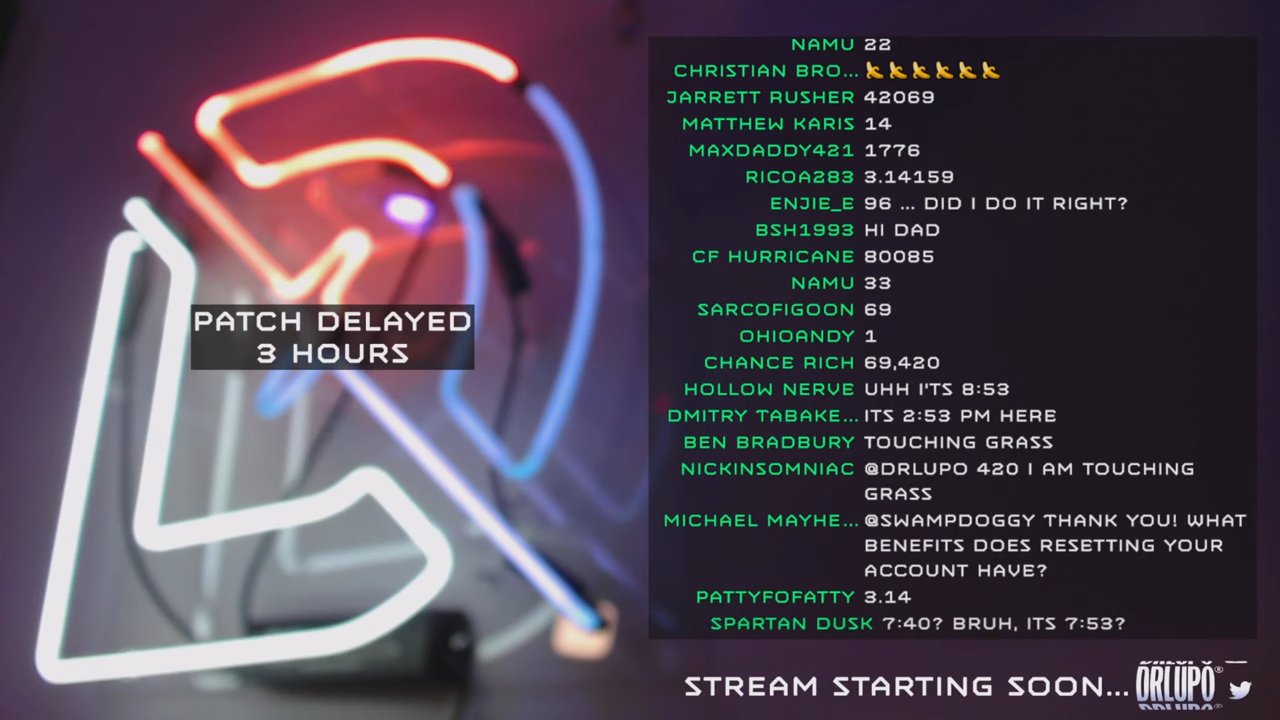 PATCH DELAYED
3 HOURS
NAMU 22
CHRISTIAN BRO... 🍌🍌🍌🍌🍌🍌
JARRETT RUSHER 42069
MATTHEW KARIS 14
MAXDADDY421 1776
RICOA283 3.14159
ENJIE_E 96 ... DID I DO IT RIGHT?
BSH1993 HI DAD
CF HURRICANE 80085
NAMU 33
SARCOFIGOON 69
OHIOANDY 1
CHANCE RICH 69,420
HOLLOW NERVE UHH I'TS 8:53
DMITRY TABAKE... ITS 2:53 PM HERE
BEN BRADBURY TOUCHING GRASS
NICKINSOMNIAC @DRLUPO 420 I AM TOUCHING
GRASS
MICHAEL MAYHE... @SWAMPDOGGY THANK YOU! WHAT
BENEFITS DOES RESETTING YOUR
ACCOUNT HAVE?
PATTYFOFATTY 3.14
SPARTAN DUSK 7:40? BRUH, ITS 7:53?
STREAM STARTING SOON... DRLUPO®